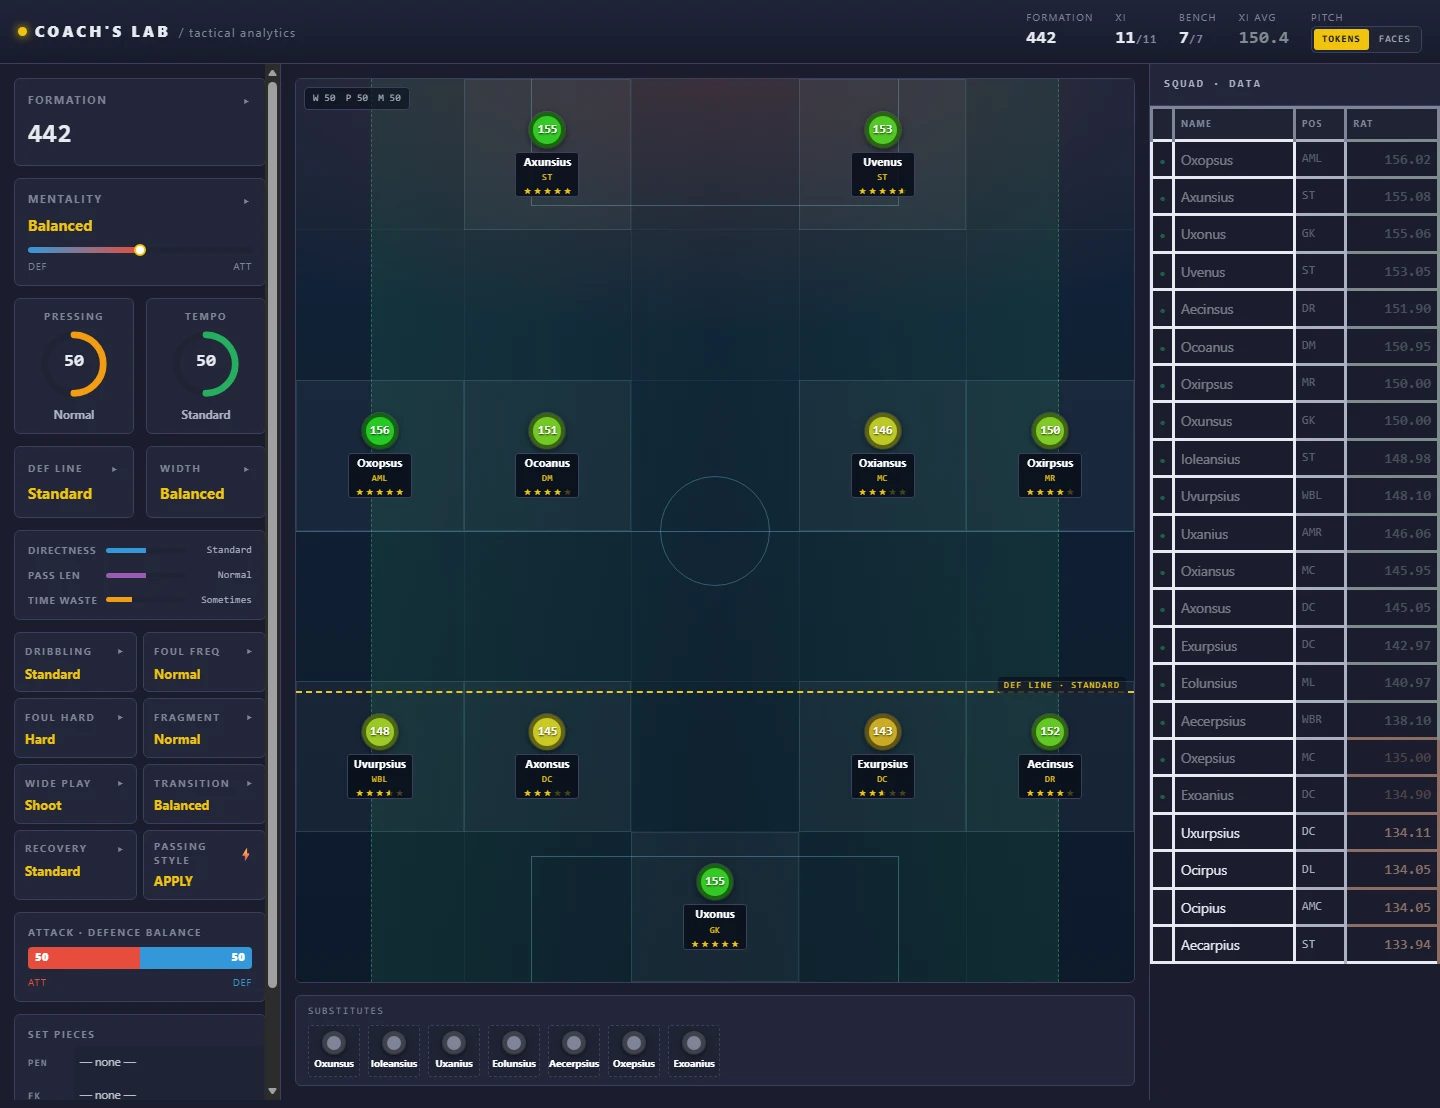 COACH'S LAB / tactical analytics
FORMATION XI BENCH XI AVG PITCH
442 11/11 7/7 150.4 TOKENS FACES
FORMATION
442
MENTALITY
Balanced
DEF ATT
PRESSING
50
Normal
TEMPO
50
Standard
DEF LINE
Standard
WIDTH
Balanced
DIRECTNESS Standard
PASS LEN Normal
TIME WASTE Sometimes
DRIBBLING
Standard
FOUL FREQ
Normal
FOUL HARD
Hard
FRAGMENT
Normal
WIDE PLAY
Shoot
TRANSITION
Balanced
RECOVERY
Standard
PASSING
STYLE
APPLY
ATTACK · DEFENCE BALANCE
50 50
ATT DEF
SET PIECES
PEN — none —
FK — none —
W 50 P 50 M 50
155
Axunsius
ST
153
Uvenus
ST
156
Oxopsus
AML
151
Ocoanus
DM
146
Oxiansus
MC
150
Oxirpsus
MR
DEF LINE · STANDARD
148
Uvurpsius
WBL
145
Axonsus
DC
143
Exurpsius
DC
152
Aecinsus
DR
155
Uxonus
GK
SUBSTITUTES
Oxunsus Ioleansius Uxanius Eolunsius Aecerpsius Oxepsius Exoanius
SQUAD · DATA
NAME POS RAT
Oxopsus AML 156.02
Axunsius ST 155.08
Uxonus GK 155.06
Uvenus ST 153.05
Aecinsus DR 151.90
Ocoanus DM 150.95
Oxirpsus MR 150.00
Oxunsus GK 150.00
Ioleansius ST 148.98
Uvurpsius WBL 148.10
Uxanius AMR 146.06
Oxiansus MC 145.95
Axonsus DC 145.05
Exurpsius DC 142.97
Eolunsius ML 140.97
Aecerpsius WBR 138.10
Oxepsius MC 135.00
Exoanius DC 134.90
Uxurpsius DC 134.11
Ocirpus DL 134.05
Ocipius AMC 134.05
Aecarpius ST 133.94